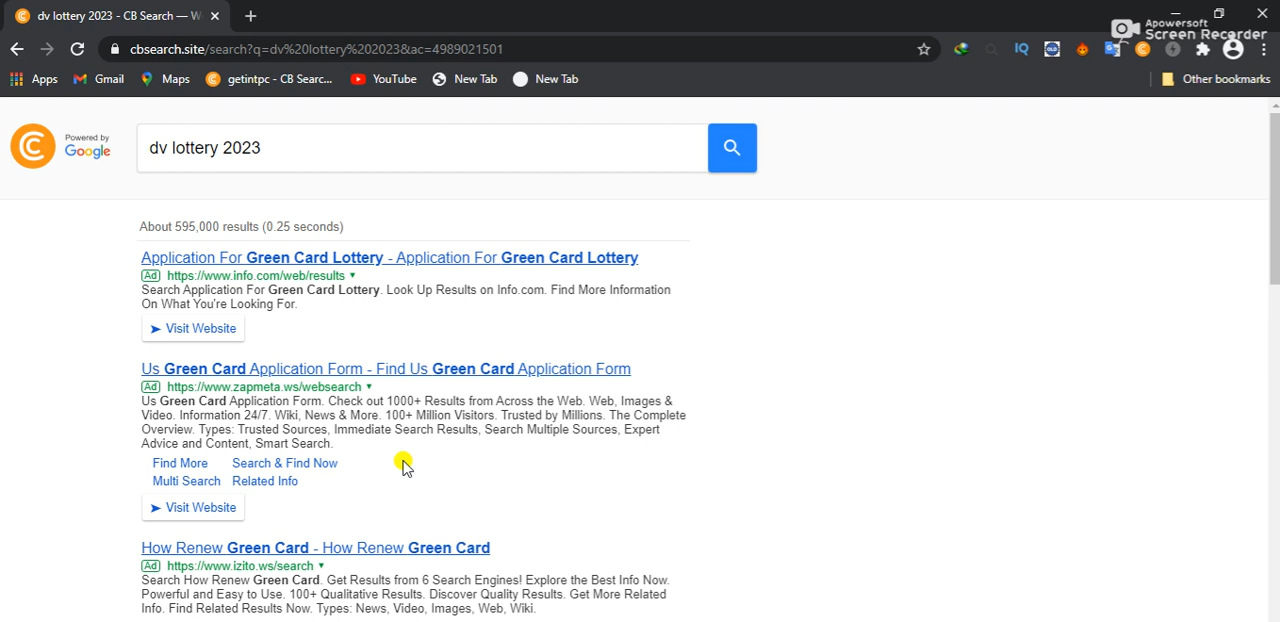 dv lottery 2023 - CB Search — W
Apowersoft
Screen Recorder
cbsearch.site/search?q=dv%20lottery%202023&ac=4989021501
IQ
OLD
Apps Gmail Maps getintpc - CB Searc... YouTube New Tab New Tab Other bookmarks
Powered by
Google
dv lottery 2023
About 595,000 results (0.25 seconds)
Application For Green Card Lottery - Application For Green Card Lottery
Ad https://www.info.com/web/results ▼
Search Application For Green Card Lottery. Look Up Results on Info.com. Find More Information
On What You're Looking For.
➤ Visit Website
Us Green Card Application Form - Find Us Green Card Application Form
Ad https://www.zapmeta.ws/websearch ▼
Us Green Card Application Form. Check out 1000+ Results from Across the Web. Web, Images &
Video. Information 24/7. Wiki, News & More. 100+ Million Visitors. Trusted by Millions. The Complete
Overview. Types: Trusted Sources, Immediate Search Results, Search Multiple Sources, Expert
Advice and Content, Smart Search.
Find More Search & Find Now
Multi Search Related Info
➤ Visit Website
How Renew Green Card - How Renew Green Card
Ad https://www.izito.ws/search ▼
Search How Renew Green Card. Get Results from 6 Search Engines! Explore the Best Info Now.
Powerful and Easy to Use. 100+ Qualitative Results. Discover Quality Results. Get More Related
Info. Find Related Results Now. Types: News, Video, Images, Web, Wiki.